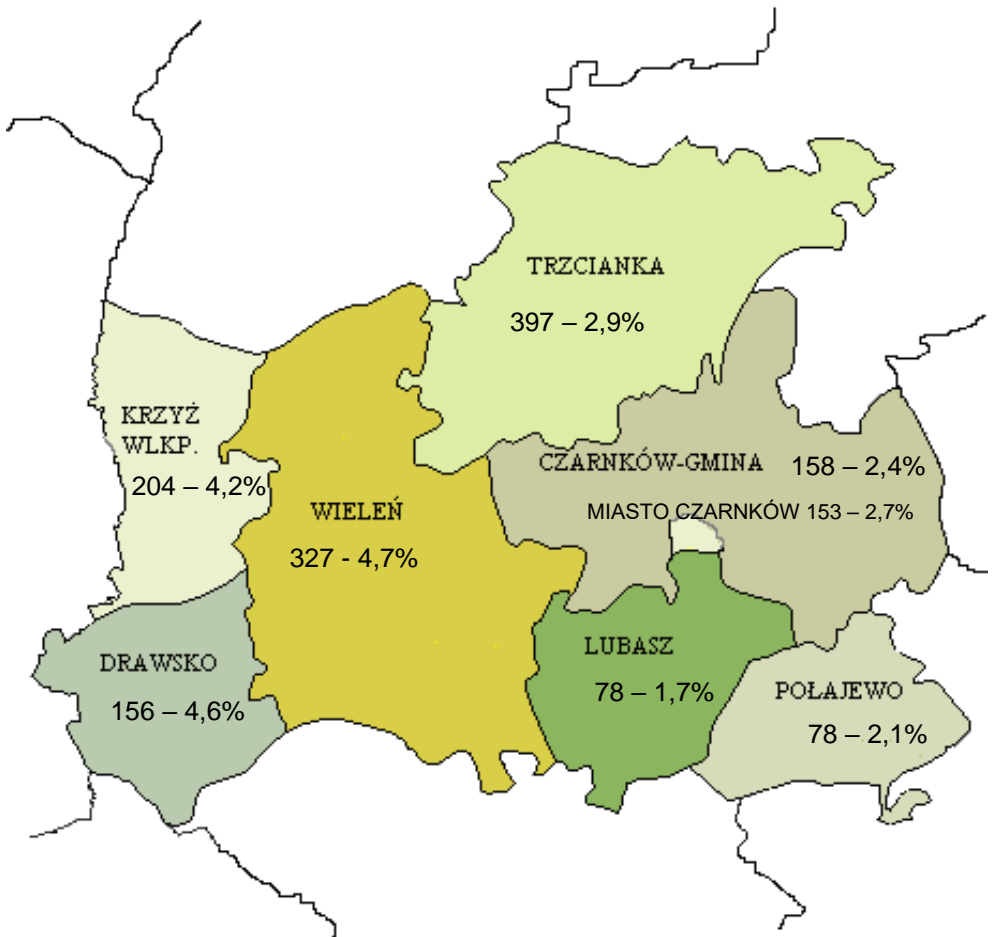 TRZCIANKA
397 – 2,9%
KRZYŻ
WLKP.
204 – 4,2%
WIELEŃ
327 - 4,7%
CZARNKÓW-GMINA 158 – 2,4%
MIASTO CZARNKÓW 153 – 2,7%
DRAWSKO
156 – 4,6%
LUBASZ
78 – 1,7%
POŁAJEWO
78 – 2,1%